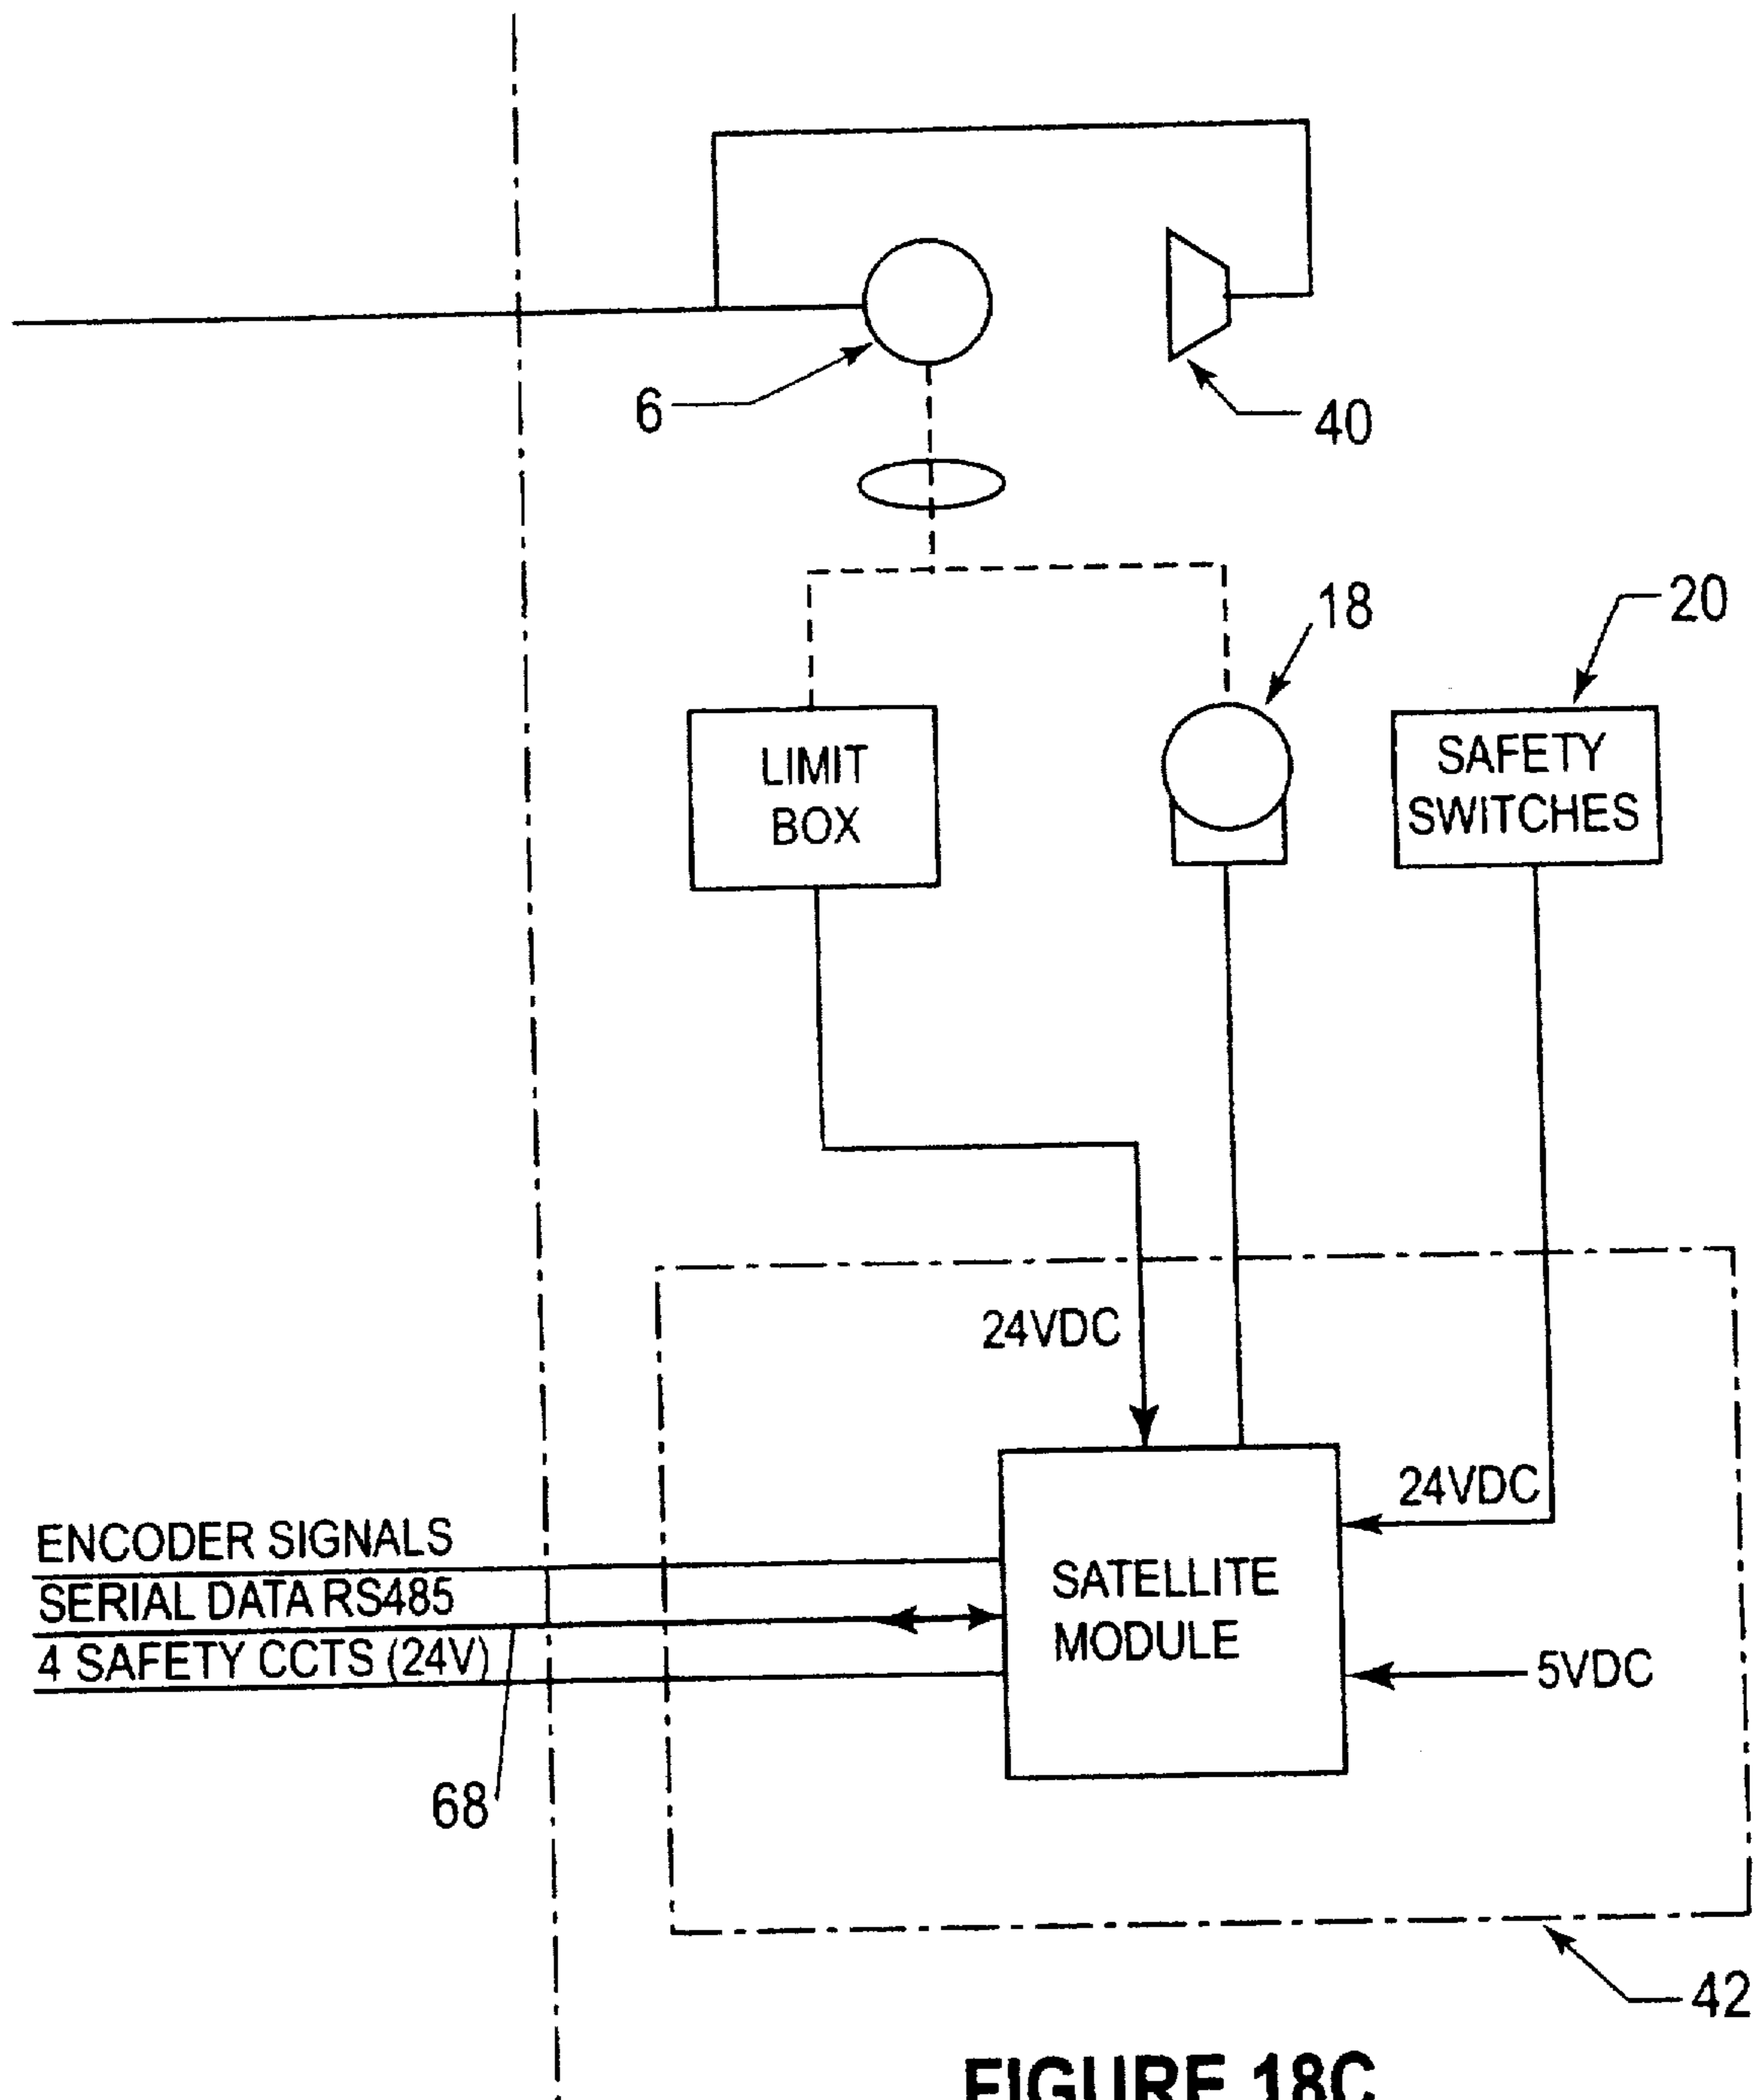 6
40
18
20
LIMIT
BOX
SAFETY
SWITCHES
24VDC
24VDC
ENCODER SIGNALS
SERIAL DATA RS485
4 SAFETY CCTS (24V)
SATELLITE
MODULE
5VDC
68
42
FIGURE 18C